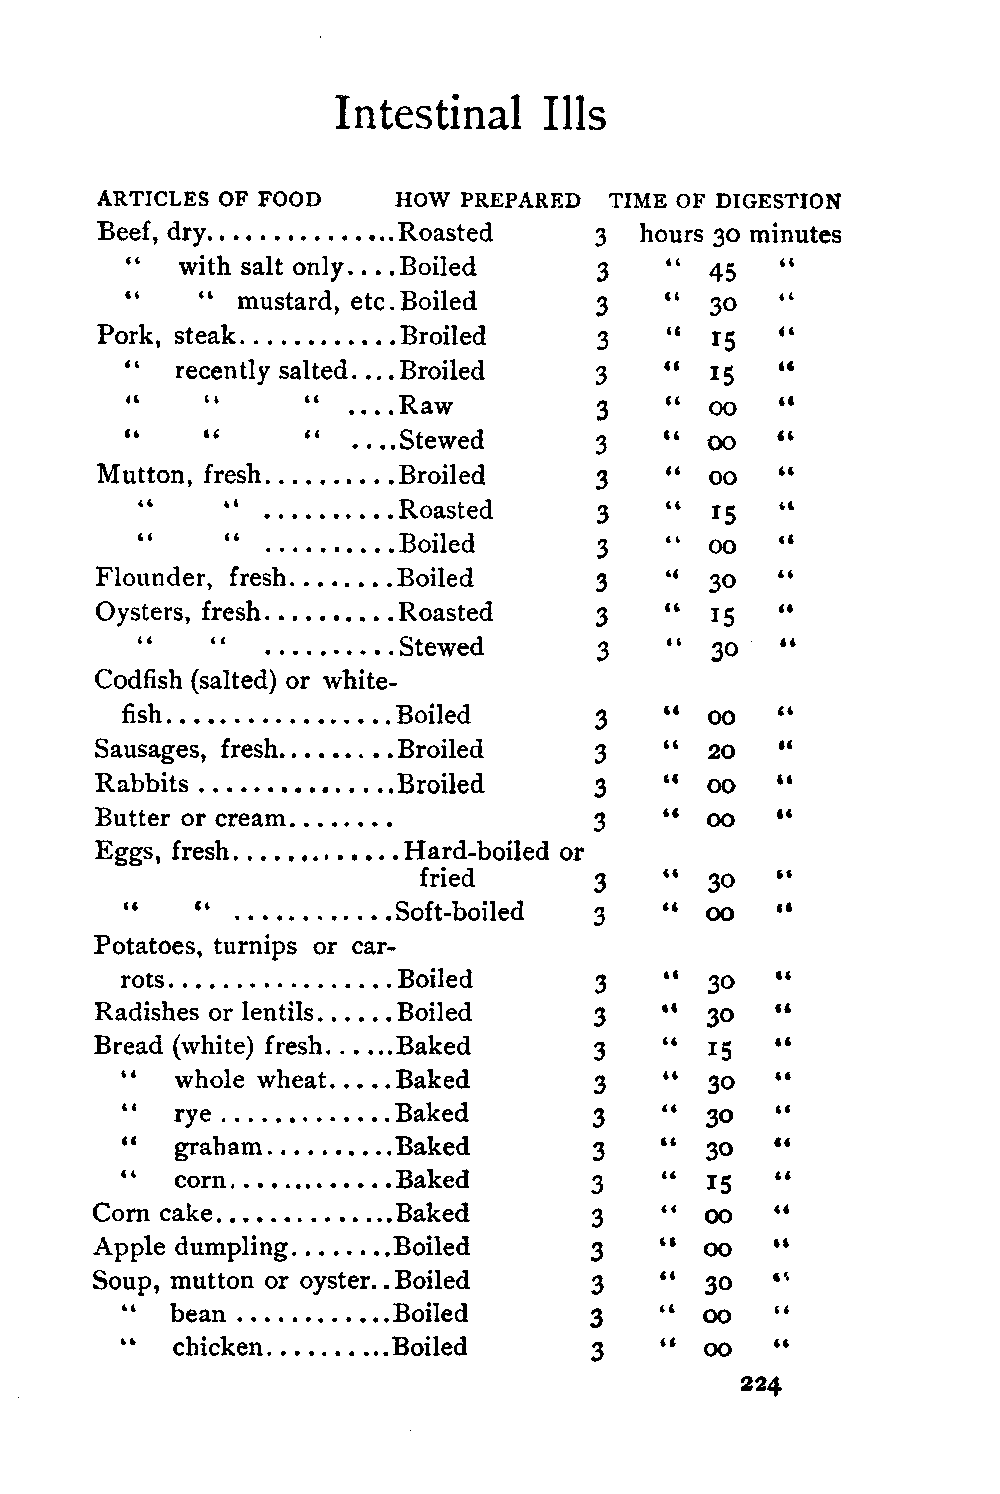 Intestinal Ills
ARTICLES OF FOOD HOW PREPARED TIME OF DIGESTION
Beef, dry...............Roasted 3 hours 30 minutes
“ with salt only....Boiled 3 “ 45 “
“ “ mustard, etc.Boiled 3 “ 30 “
Pork, steak............Broiled 3 “ 15 “
“ recently salted....Broiled 3 “ 15 “
“ “ “ ....Raw 3 “ 00 “
“ “ “ ....Stewed 3 “ 00 “
Mutton, fresh..........Broiled 3 “ 00 “
“ “ ..........Roasted 3 “ 15 “
“ “ ..........Boiled 3 “ 00 “
Flounder, fresh........Boiled 3 “ 30 “
Oysters, fresh..........Roasted 3 “ 15 “
“ “ ..........Stewed 3 “ 30 “
Codfish (salted) or white-
fish.................Boiled 3 “ 00 “
Sausages, fresh.........Broiled 3 “ 20 “
Rabbits ...............Broiled 3 “ 00 “
Butter or cream........ 3 “ 00 “
Eggs, fresh.............Hard-boiled or
fried 3 “ 30 “
“ “ ............Soft-boiled 3 “ 00 “
Potatoes, turnips or car-
rots.................Boiled 3 “ 30 “
Radishes or lentils......Boiled 3 “ 30 “
Bread (white) fresh......Baked 3 “ 15 “
“ whole wheat.....Baked 3 “ 30 “
“ rye .............Baked 3 “ 30 “
“ graham..........Baked 3 “ 30 “
“ corn.............Baked 3 “ 15 “
Corn cake..............Baked 3 “ 00 “
Apple dumpling........Boiled 3 “ 00 “
Soup, mutton or oyster..Boiled 3 “ 30 “
“ bean ............Boiled 3 “ 00 “
“ chicken..........Boiled 3 “ 00 “
224